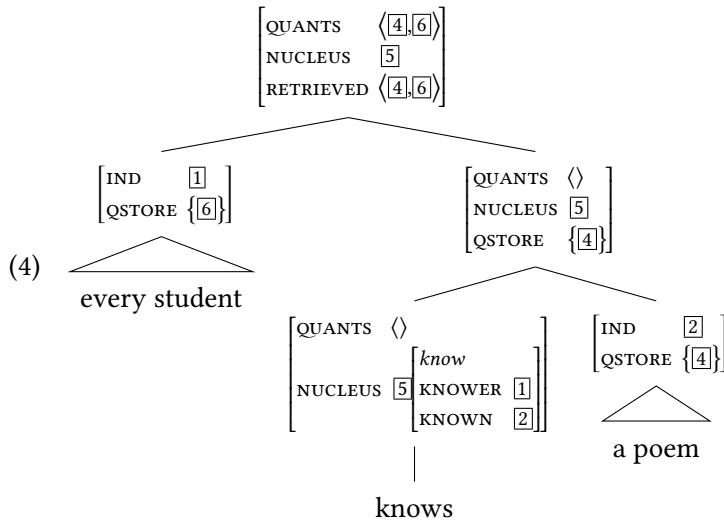 QUANTS ⟨4,6⟩
NUCLEUS 5
RETRIEVED ⟨4,6⟩
IND 1
QSTORE {6}
QUANTS ⟨⟩
NUCLEUS 5
QSTORE {4}
(4)
every student
QUANTS ⟨⟩
know
NUCLEUS 5 KNOWER 1
KNOWN 2
IND 2
QSTORE {4}
a poem
knows